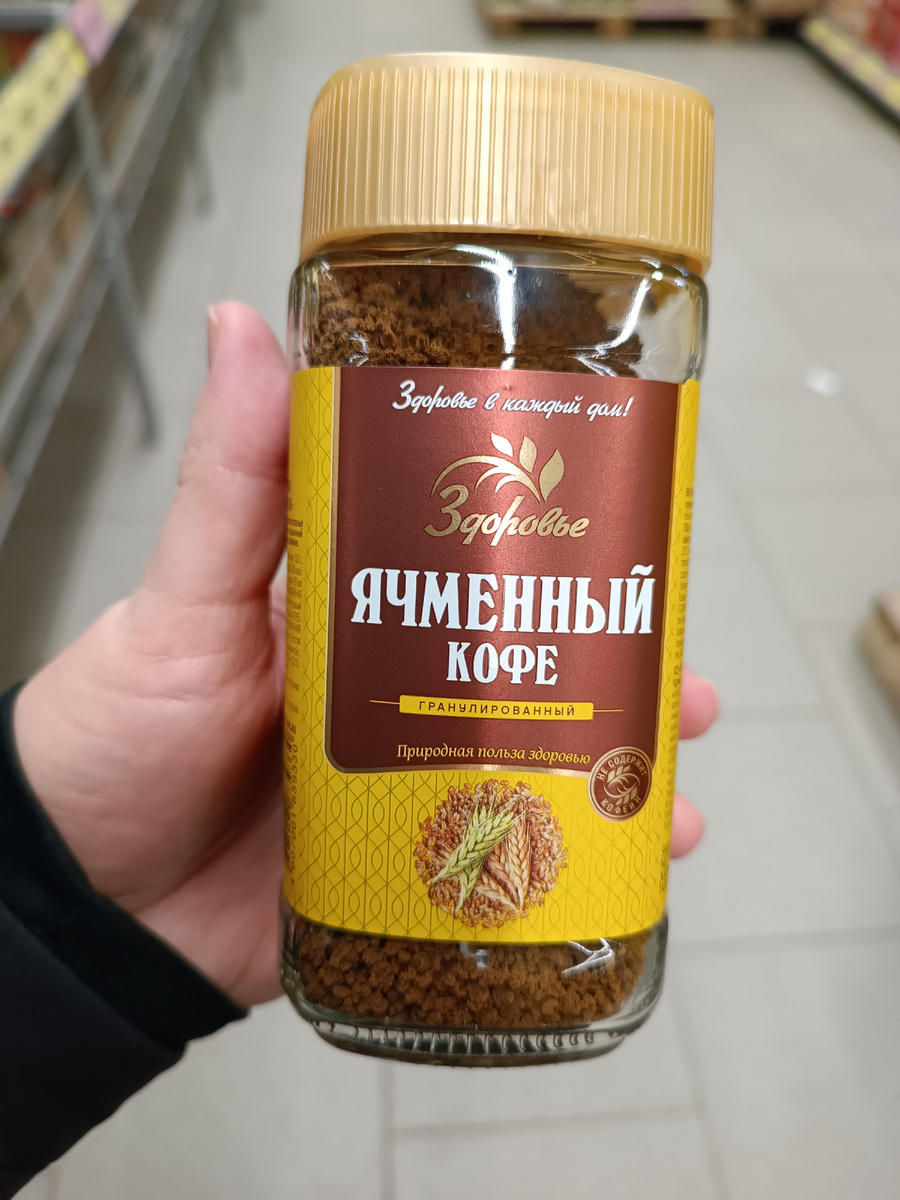 Здоровье в каждый дом!
Здоровье
ЯЧМЕННЫЙ
КОФЕ
ГРАНУЛИРОВАННЫЙ
Природная польза здоровью
НЕ СОДЕРЖИТ
КОФЕИН